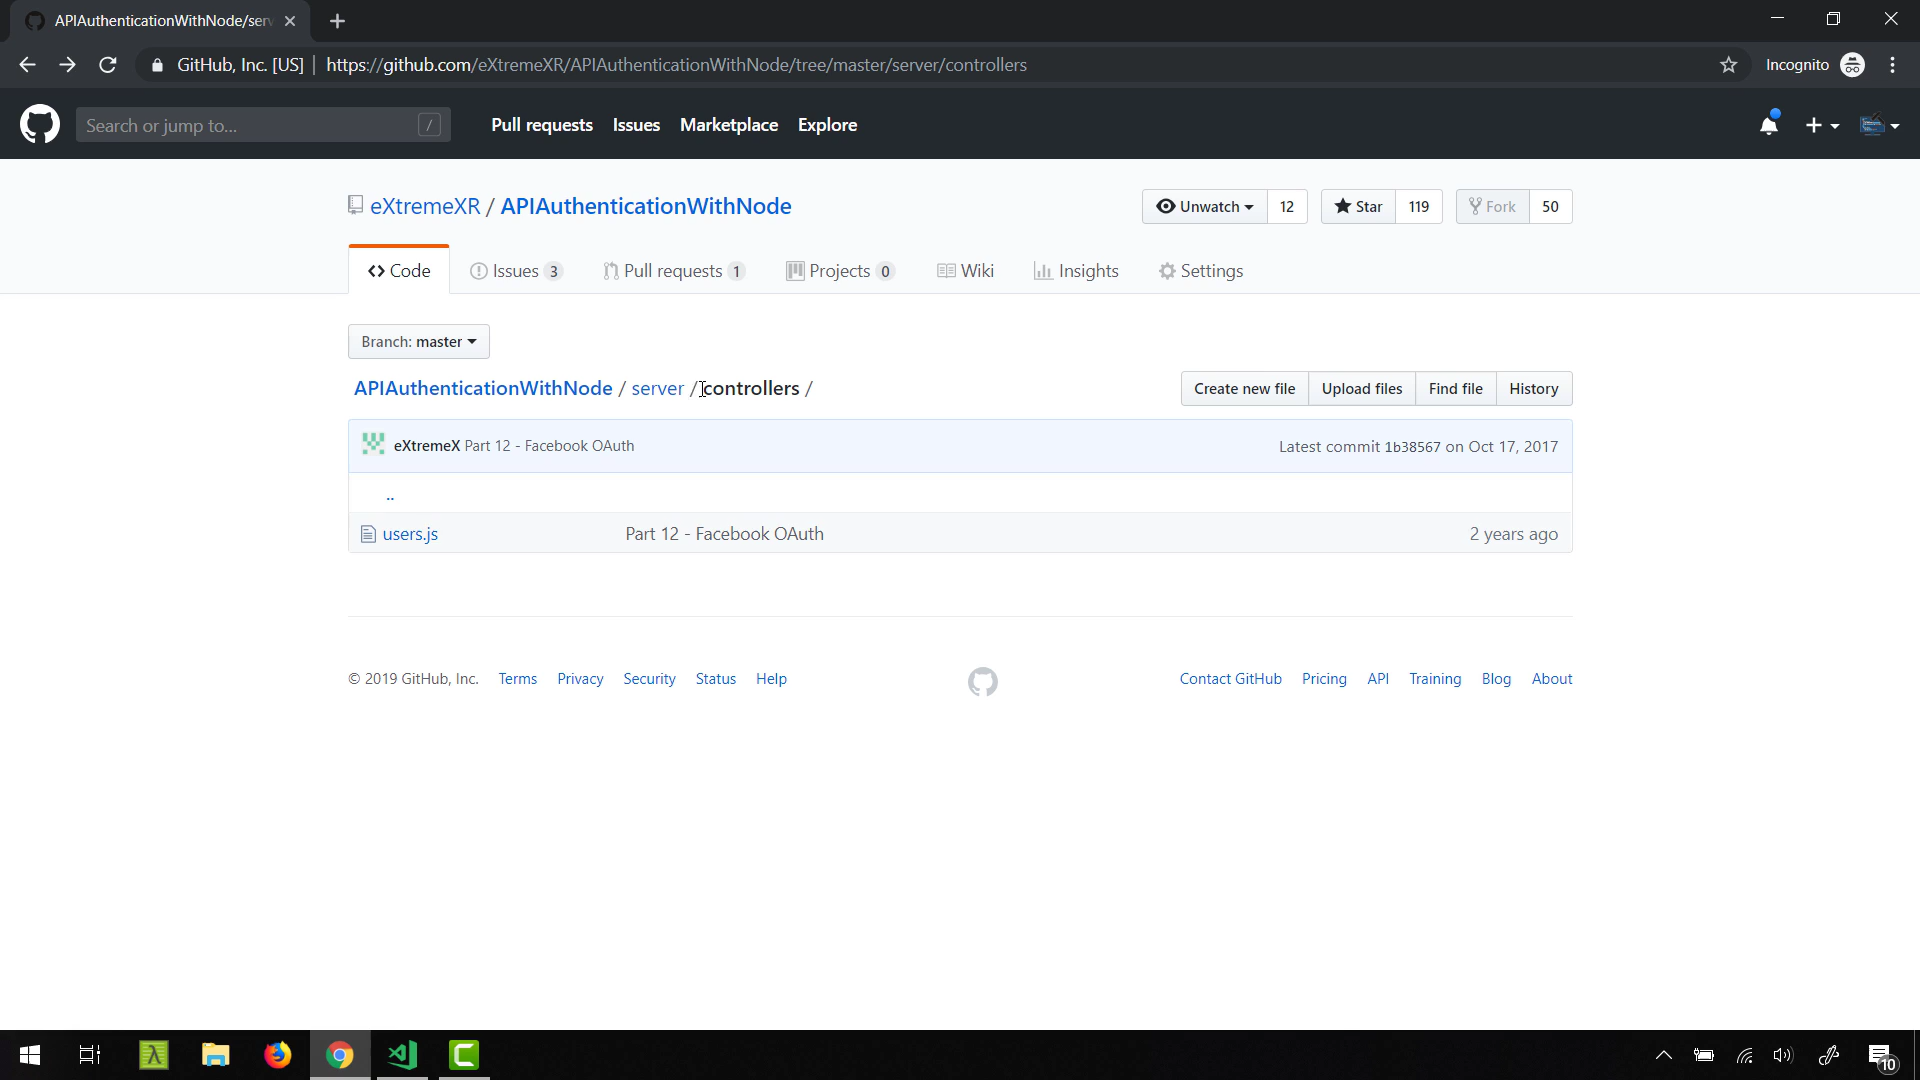 APIAuthenticationWithNode/serv
GitHub, Inc. [US] | https://github.com/eXtremeXR/APIAuthenticationWithNode/tree/master/server/controllers
Incognito
Search or jump to... /
Pull requests Issues Marketplace Explore
eXtremeXR / APIAuthenticationWithNode
Unwatch 12 Star 119 Fork 50
Code Issues 3 Pull requests 1 Projects 0 Wiki Insights Settings
Branch: master
APIAuthenticationWithNode / server / controllers /
Create new file Upload files Find file History
eXtremeX Part 12 - Facebook OAuth Latest commit 1b38567 on Oct 17, 2017
..
users.js Part 12 - Facebook OAuth 2 years ago
© 2019 GitHub, Inc. Terms Privacy Security Status Help Contact GitHub Pricing API Training Blog About
10